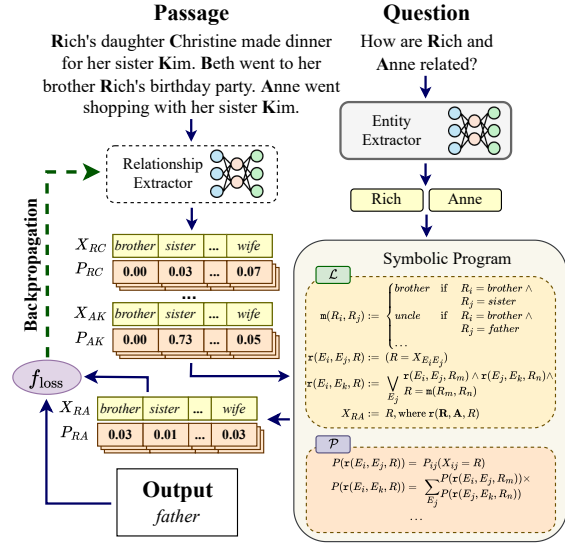 Passage
Rich's daughter Christine made dinner
for her sister Kim. Beth went to her
brother Rich's birthday party. Anne went
shopping with her sister Kim.
Question
How are Rich and
Anne related?
Relationship
Extractor
Entity
Extractor
Rich Anne
Backpropagation
X_RC brother sister ... wife
P_RC 0.00 0.03 ... 0.07
...
X_AK brother sister ... wife
P_AK 0.00 0.73 ... 0.05
f_loss
X_RA brother sister ... wife
P_RA 0.03 0.01 ... 0.03
Output
father
Symbolic Program
ℒ
m(R_i, R_j) := { brother if R_i = brother ∧
R_j = sister
uncle if R_i = brother ∧
R_j = father
...
r(E_i, E_j, R) := (R = X_{E_iE_j})
r(E_i, E_k, R) := ⋁_{E_j} r(E_i, E_j, R_m) ∧ r(E_j, E_k, R_n) ∧
R = m(R_m, R_n)
X_RA := R, where r(R, A, R)
𝒫
P(r(E_i, E_j, R)) = P_ij(X_ij = R)
P(r(E_i, E_k, R)) = ∑_{E_j} P(r(E_i, E_j, R_m)) ×
P(r(E_j, E_k, R_n))
...